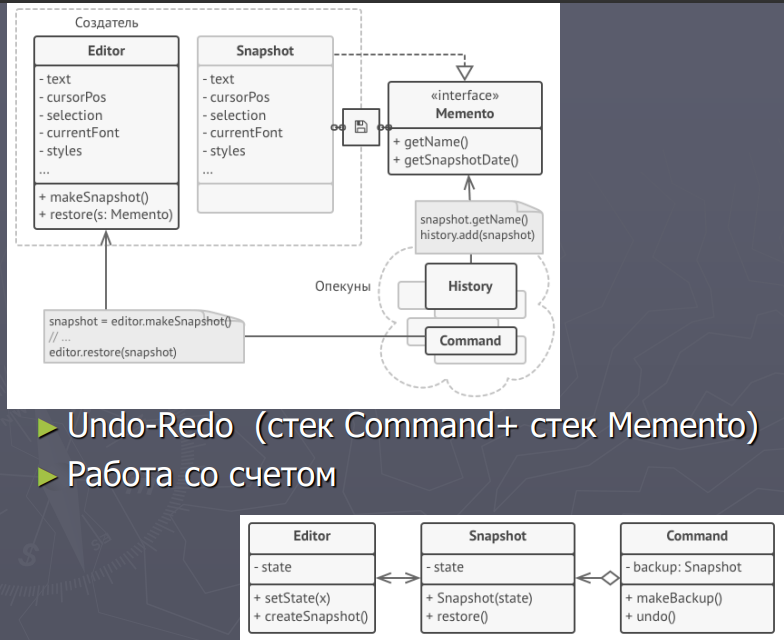 Создатель
Editor
- text
- cursorPos
- selection
- currentFont
- styles
...
+ makeSnapshot()
+ restore(s: Memento)
Snapshot
- text
- cursorPos
- selection
- currentFont
- styles
...
«interface»
Memento
+ getName()
+ getSnapshotDate()
snapshot.getName()
history.add(snapshot)
Опекуны
History
Command
snapshot = editor.makeSnapshot()
// ...
editor.restore(snapshot)
Undo-Redo (стек Command+ стек Memento)
Работа со счетом
Editor
- state
+ setState(x)
+ createSnapshot()
Snapshot
- state
+ Snapshot(state)
+ restore()
Command
- backup: Snapshot
+ makeBackup()
+ undo()
S